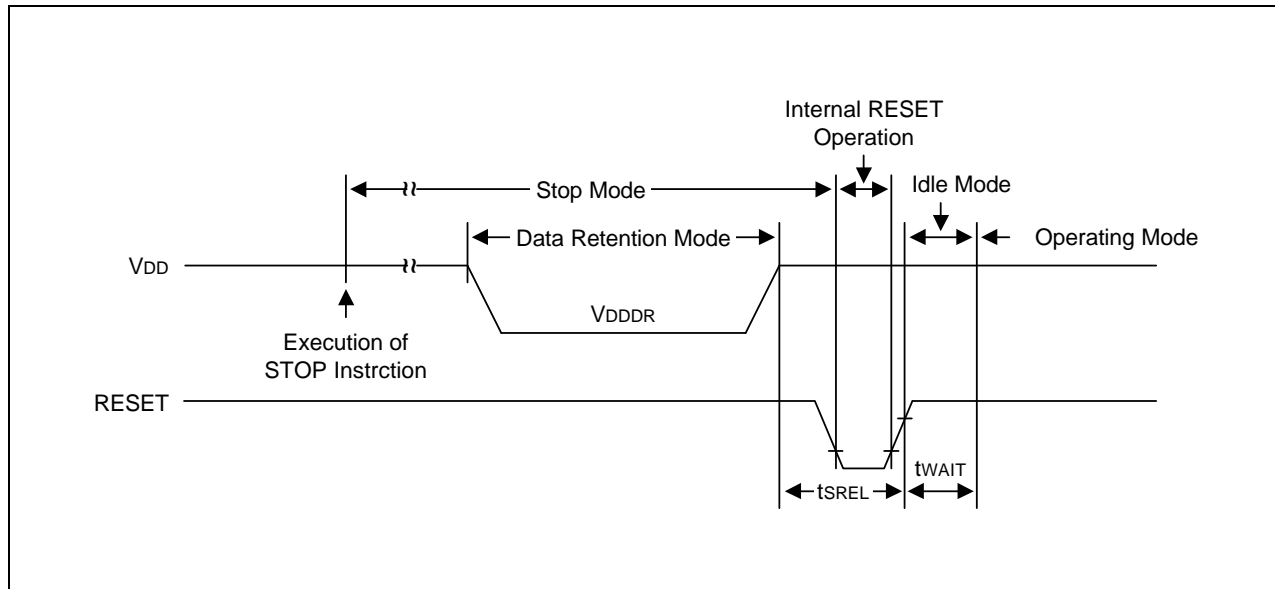 Internal RESET
Operation
Idle Mode
Stop Mode
Data Retention Mode
Operating Mode
VDD
VDDDR
Execution of
STOP Instrction
RESET
tWAIT
tSREL